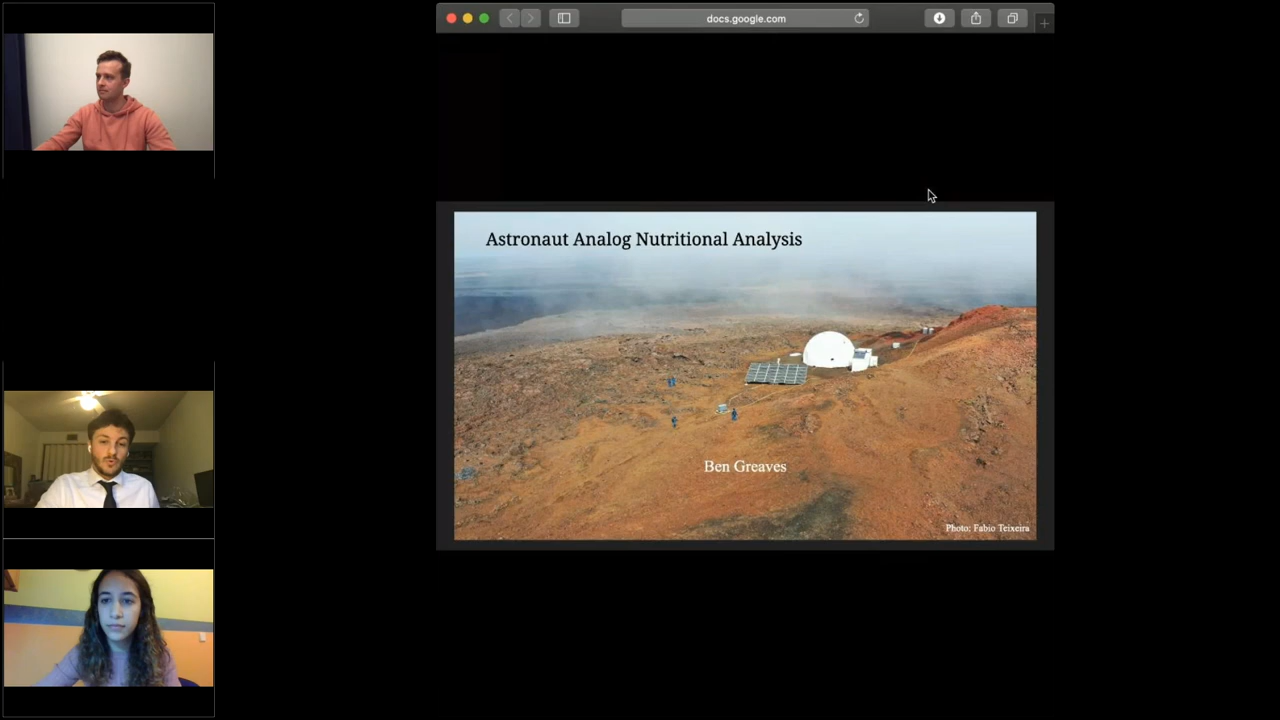 docs.google.com
Astronaut Analog Nutritional Analysis
Ben Greaves
Photo: Fabio Teixeira